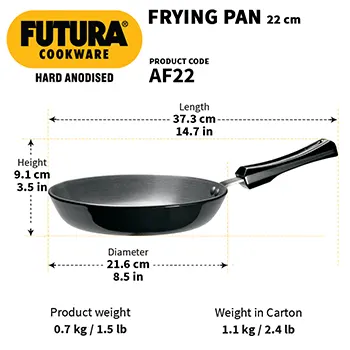 FUTURA®
COOKWARE
HARD ANODISED
FRYING PAN 22 cm
PRODUCT CODE
AF22
Length
37.3 cm
14.7 in
Height
9.1 cm
3.5 in
Diameter
21.6 cm
8.5 in
Product weight
0.7 kg / 1.5 lb
Weight in Carton
1.1 kg / 2.4 lb